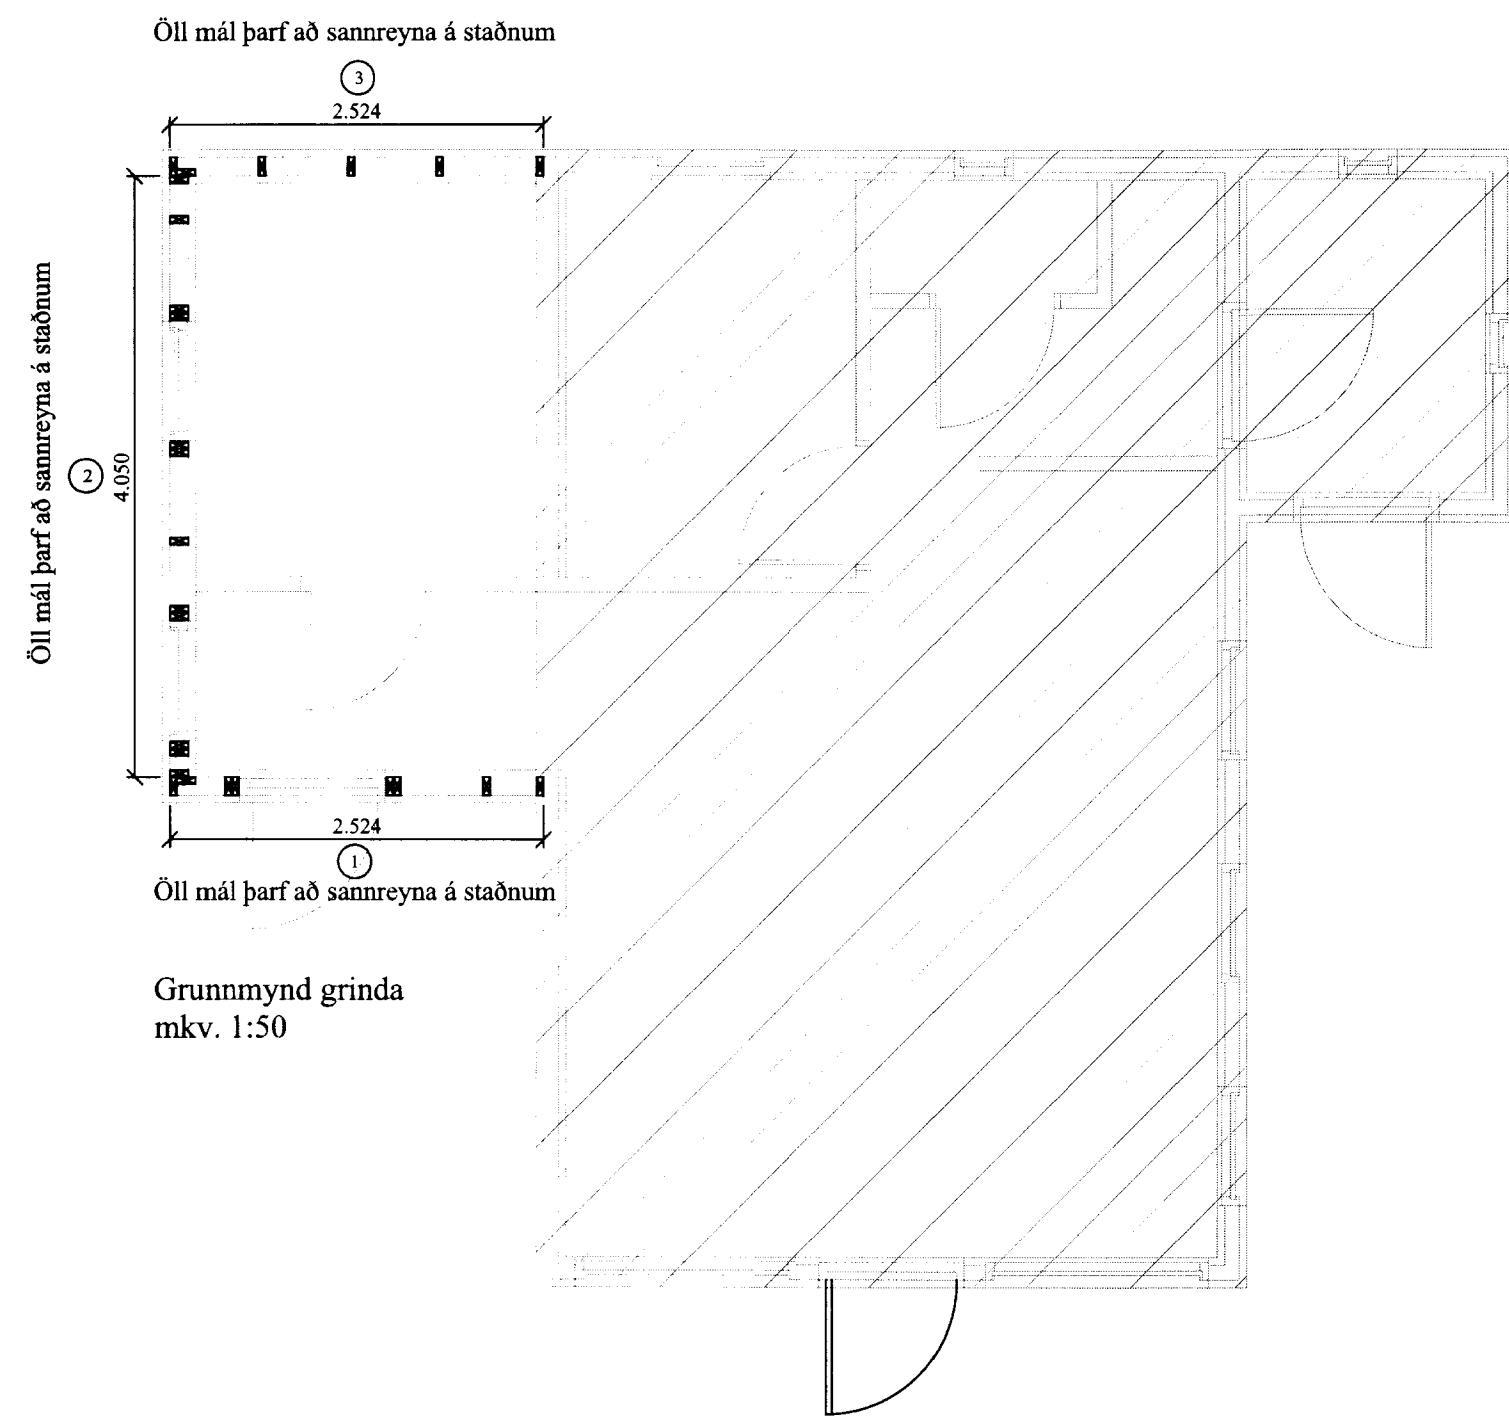 Öll mál þarf að sannreyna á staðnum
3
2.524
Öll mál þarf að sannreyna á staðnum
2
4.050
2.524
1
Öll mál þarf að sannreyna á staðnum
Grunnmynd grinda
mkv. 1:50